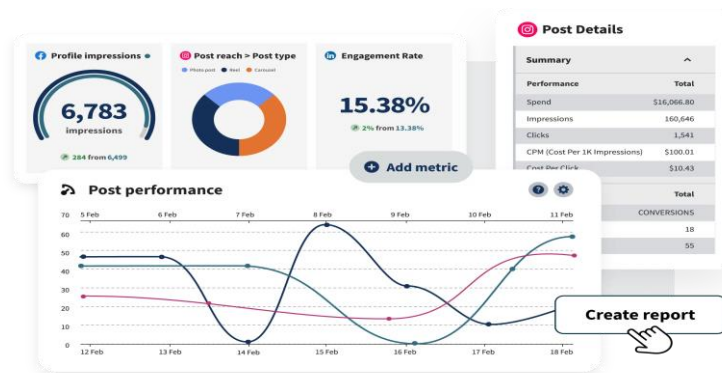 Profile impressions
6,783
impressions
284 from 6,499
Post reach > Post type
Photo post Reel Carousel
Engagement Rate
15.38%
2% from 13.38%
Add metric
Post Details
Summary
Performance Total
Spend $16,066.80
Impressions 160,646
Clicks 1,541
CPM (Cost Per 1K Impressions) $100.01
Cost Per Click $10.43
Total
CONVERSIONS
18
55
Post performance
70 5 Feb 6 Feb 7 Feb 8 Feb 9 Feb 10 Feb 11 Feb
60
50
40
30
20
10
0
12 Feb 13 Feb 14 Feb 15 Feb 16 Feb 17 Feb 18 Feb
Create report